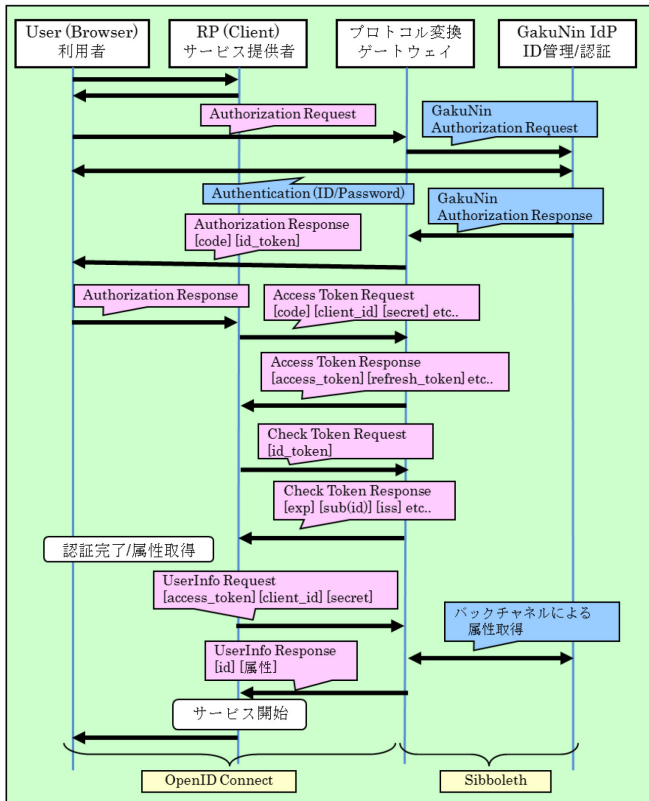 User (Browser)
利用者
RP (Client)
サービス提供者
プロトコル変換
ゲートウェイ
GakuNin IdP
ID管理/認証
Authorization Request
GakuNin
Authorization Request
Authentication (ID/Password)
GakuNin
Authorization Response
Authorization Response
[code] [id_token]
Authorization Response
Access Token Request
[code] [client_id] [secret] etc..
Access Token Response
[access_token] [refresh_token] etc..
Check Token Request
[id_token]
Check Token Response
[exp] [sub(id)] [iss] etc..
認証完了/属性取得
UserInfo Request
[access_token] [client_id] [secret]
バックチャネルによる
属性取得
UserInfo Response
[id] [属性]
サービス開始
OpenID Connect
Sibboleth